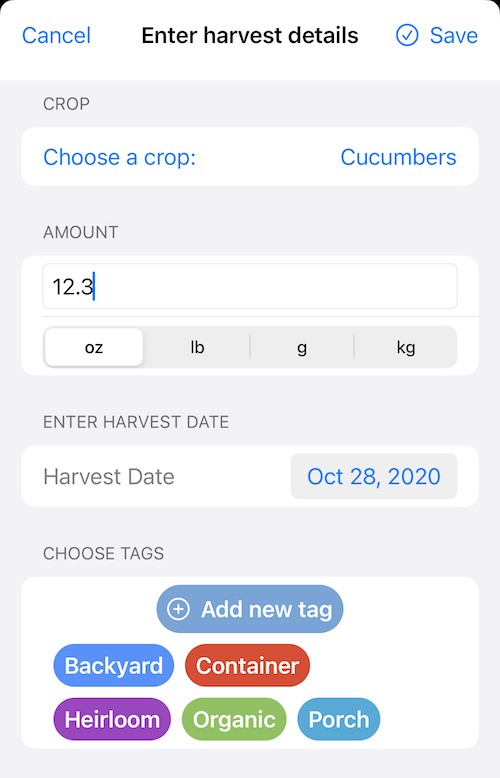 Cancel Enter harvest details Save
CROP
Choose a crop: Cucumbers
AMOUNT
12.3
oz lb g kg
ENTER HARVEST DATE
Harvest Date Oct 28, 2020
CHOOSE TAGS
Add new tag
Backyard Container
Heirloom Organic Porch